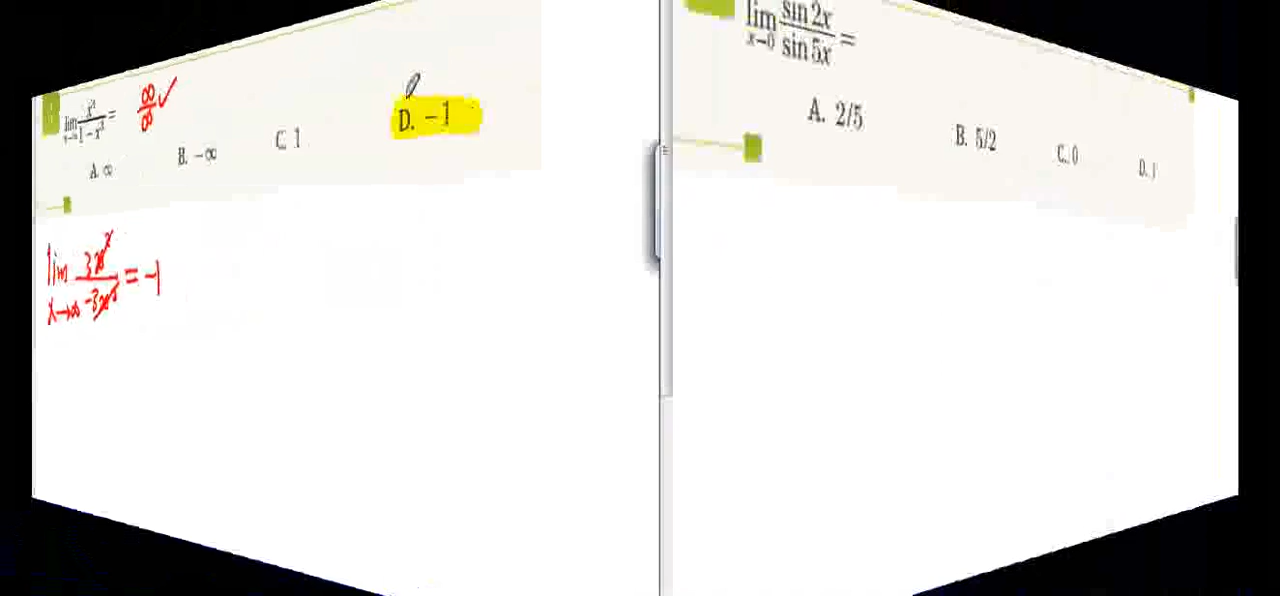 lim x→∞ x³/(1 − x³) =
∞/∞ ✓
A. ∞
B. −∞
C. 1
D. −1
lim x→∞ 3x²/−3x² = −1
lim x→0 sin 2x/sin 5x =
A. 2/5
B. 5/2
C. 0
D. 1